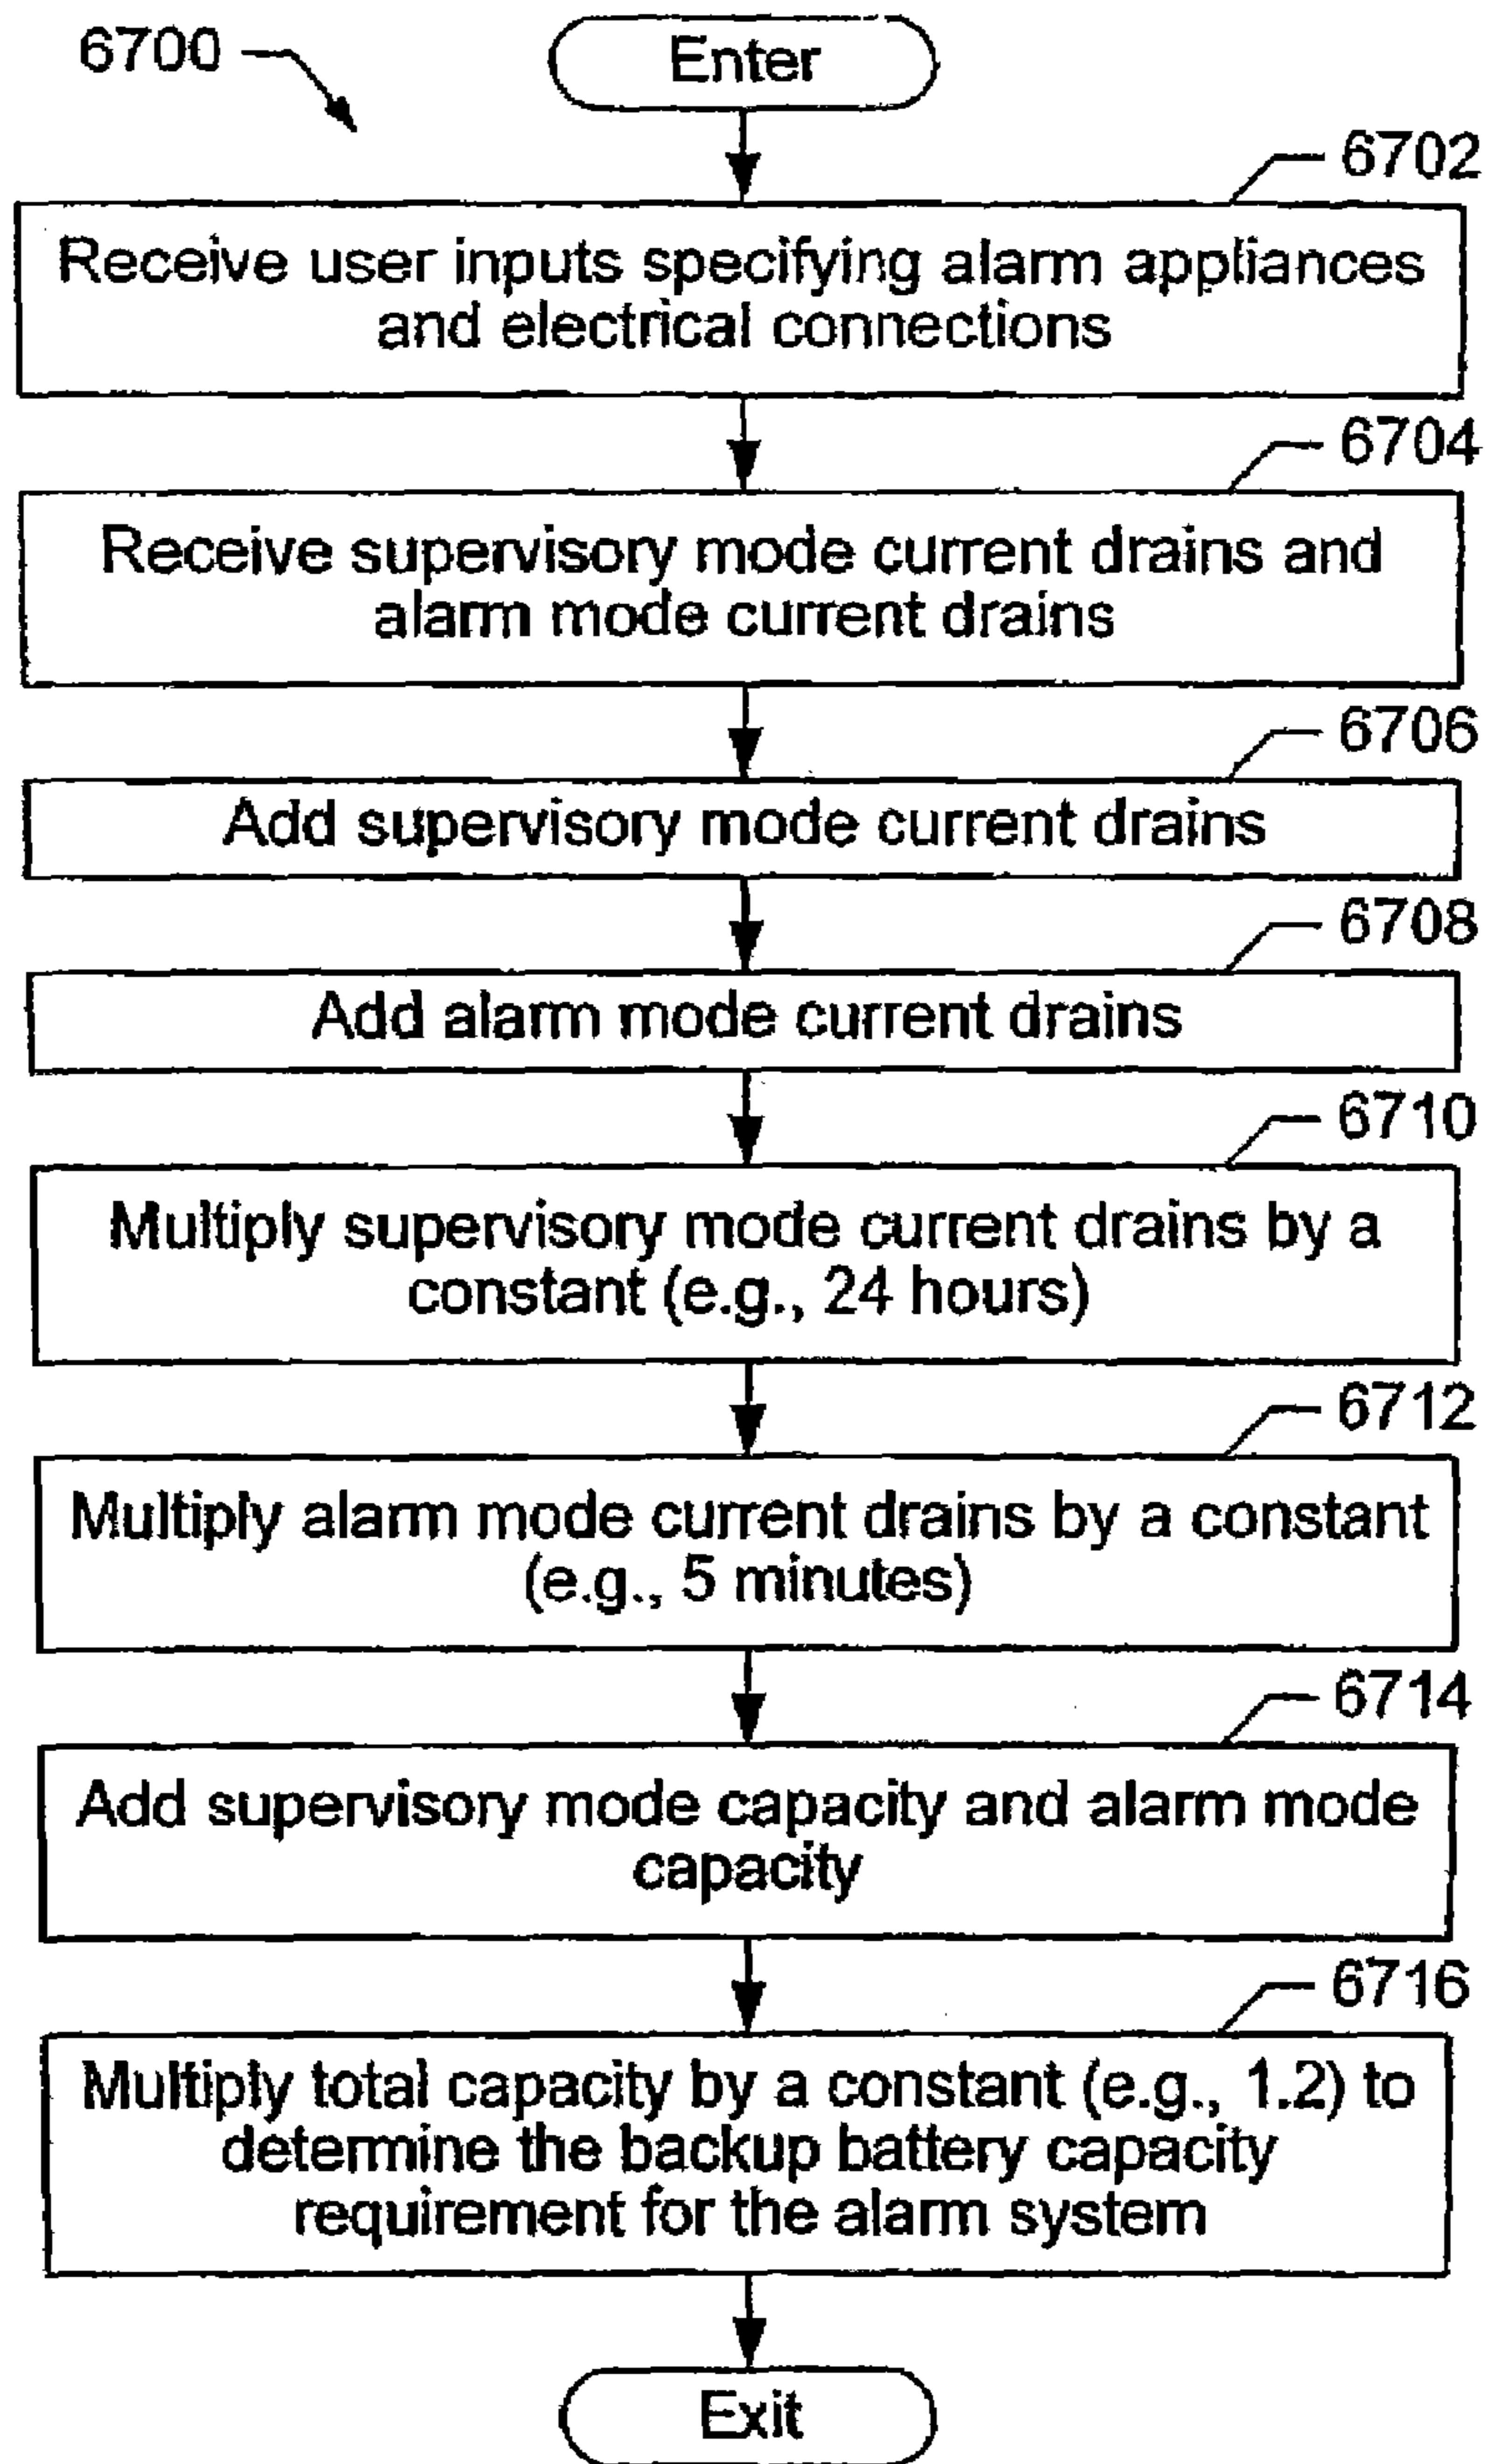 6700
Enter
6702
Receive user inputs specifying alarm appliances
and electrical connections
6704
Receive supervisory mode current drains and
alarm mode current drains
6706
Add supervisory mode current drains
6708
Add alarm mode current drains
6710
Multiply supervisory mode current drains by a
constant (e.g., 24 hours)
6712
Multiply alarm mode current drains by a constant
(e.g., 5 minutes)
6714
Add supervisory mode capacity and alarm mode
capacity
6716
Multiply total capacity by a constant (e.g., 1.2) to
determine the backup battery capacity
requirement for the alarm system
Exit